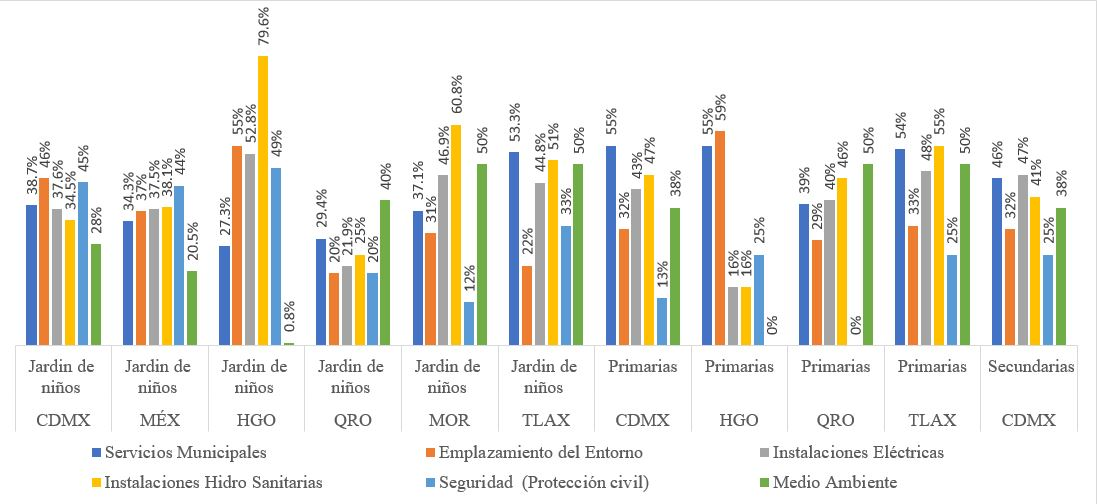 38.7% 46% 37.6% 34.5% 45% 28%
34.3% 37% 37.5% 38.1% 44% 20.5%
27.3% 55% 52.8% 79.6% 49% 0.8%
29.4% 20% 21.9% 25% 20% 40%
37.1% 31% 46.9% 60.8% 12% 50%
53.3% 22% 44.8% 51% 33% 50%
55% 32% 43% 47% 13% 38%
55% 59% 16% 16% 25% 0%
39% 29% 40% 46% 0% 50%
54% 33% 48% 55% 25% 50%
46% 32% 47% 41% 25% 38%
Jardin de niños Jardin de niños Jardin de niños Jardin de niños Jardin de niños Jardin de niños Primarias Primarias Primarias Primarias Secundarias
CDMX MÉX HGO QRO MOR TLAX CDMX HGO QRO TLAX CDMX
Servicios Municipales Emplazamiento del Entorno Instalaciones Eléctricas
Instalaciones Hidro Sanitarias Seguridad (Protección civil) Medio Ambiente